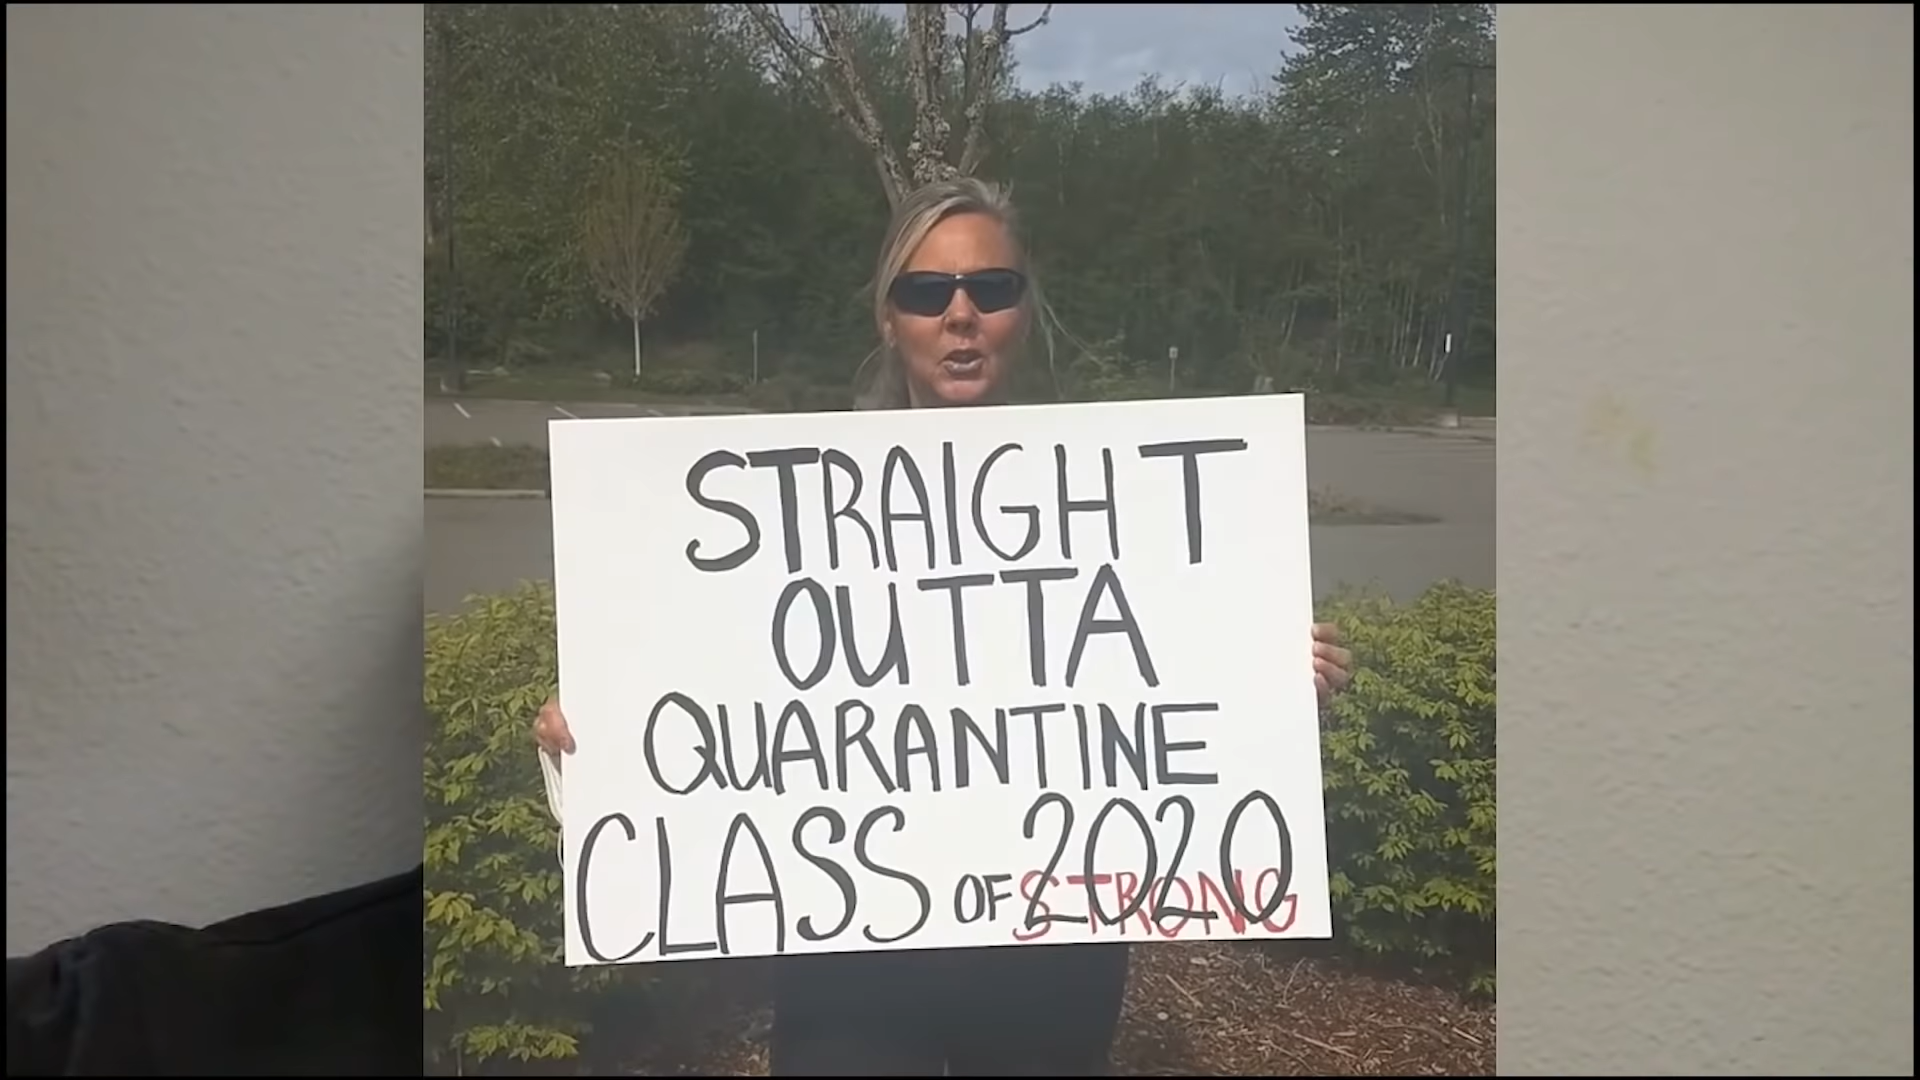 STRAIGHT
OUTTA
QUARANTINE
CLASS OF 2020
STRONG